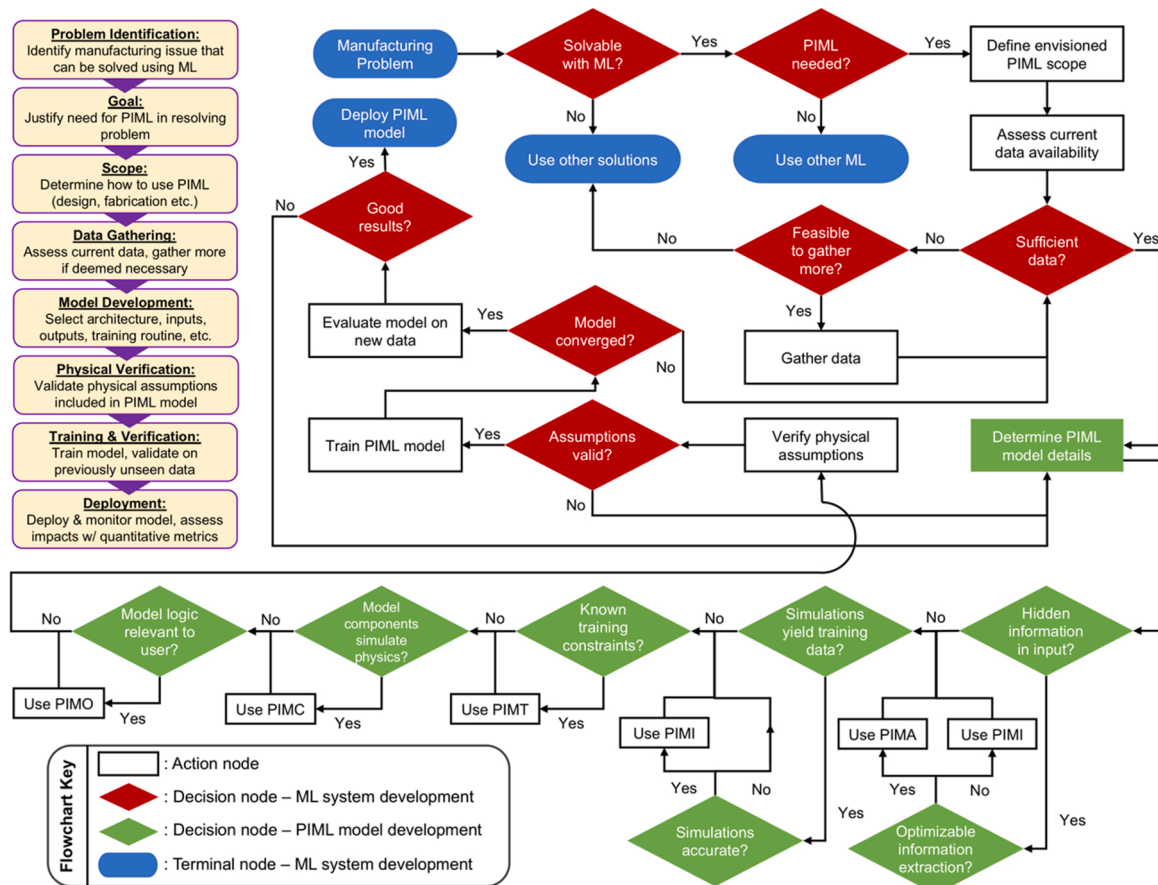 Problem Identification:
Identify manufacturing issue that
can be solved using ML
Goal:
Justify need for PIML in resolving
problem
Scope:
Determine how to use PIML
(design, fabrication etc.)
Data Gathering:
Assess current data, gather more
if deemed necessary
Model Development:
Select architecture, inputs,
outputs, training routine, etc.
Physical Verification:
Validate physical assumptions
included in PIML model
Training & Verification:
Train model, validate on
previously unseen data
Deployment:
Deploy & monitor model, assess
impacts w/ quantitative metrics
Manufacturing
Problem
Solvable
with ML?
Yes
PIML
needed?
Yes
Define envisioned
PIML scope
No
No
Deploy PIML
model
Use other solutions
Use other ML
Assess current
data availability
Yes
No
Good
results?
No
Feasible
to gather
more?
No
Sufficient
data?
Yes
Evaluate model on
new data
Yes
Model
converged?
Yes
Gather data
No
Train PIML model
Yes
Assumptions
valid?
Verify physical
assumptions
Determine PIML
model details
No
No
Model logic
relevant to
user?
No
Model
components
simulate
physics?
No
Known
training
constraints?
No
Simulations
yield training
data?
No
Hidden
information
in input?
Use PIMO
Yes
Use PIMC
Yes
Use PIMT
Yes
Use PIMI
Use PIMA
Use PIMI
Yes
No
Yes
No
Yes
Yes
Simulations
accurate?
Optimizable
information
extraction?
Flowchart Key
: Action node
: Decision node – ML system development
: Decision node – PIML model development
: Terminal node – ML system development